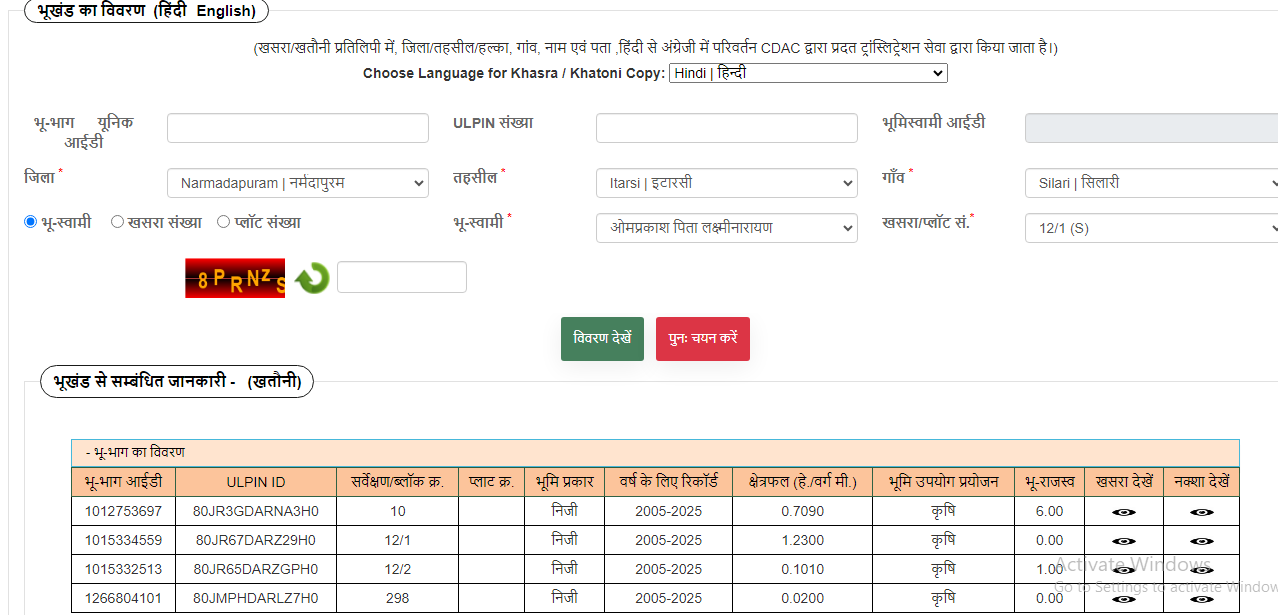 भूखंड का विवरण (हिंदी English)
(खसरा/खतौनी प्रतिलिपी में, जिला/तहसील/हल्का, गांव, नाम एवं पता ,हिंदी से अंग्रेजी में परिवर्तन CDAC द्वारा प्रदत ट्रांस्लिट्रेशन सेवा द्वारा किया जाता है।)
Choose Language for Khasra / Khatoni Copy: Hindi | हिन्दी
भू-भाग यूनिक आईडी ULPIN संख्या भूमिस्वामी आईडी
जिला * Narmadapuram | नर्मदापुरम तहसील * Itarsi | इटारसी गाँव * Silari | सिलारी
भू-स्वामी खसरा संख्या प्लॉट संख्या भू-स्वामी * ओमप्रकाश पिता लक्ष्मीनारायण खसरा/प्लॉट सं.* 12/1 (S)
8PRNZS
विवरण देखें पुनः चयन करें
भूखंड से सम्बंधित जानकारी - (खतौनी)
- भू-भाग का विवरण
भू-भाग आईडी ULPIN ID सर्वेक्षण/ब्लॉक क्र. प्लाट क्र. भूमि प्रकार वर्ष के लिए रिकॉर्ड क्षेत्रफल (हे./वर्ग मी.) भूमि उपयोग प्रयोजन भू-राजस्व खसरा देखें नक्शा देखें
1012753697 80JR3GDARNA3H0 10 निजी 2005-2025 0.7090 कृषि 6.00
1015334559 80JR67DARZ29H0 12/1 निजी 2005-2025 1.2300 कृषि 0.00
1015332513 80JR65DARZGPH0 12/2 निजी 2005-2025 0.1010 कृषि 1.00
1266804101 80JMPHDARLZ7H0 298 निजी 2005-2025 0.0200 कृषि 0.00
Activate Windows
Go to Settings to activate Window